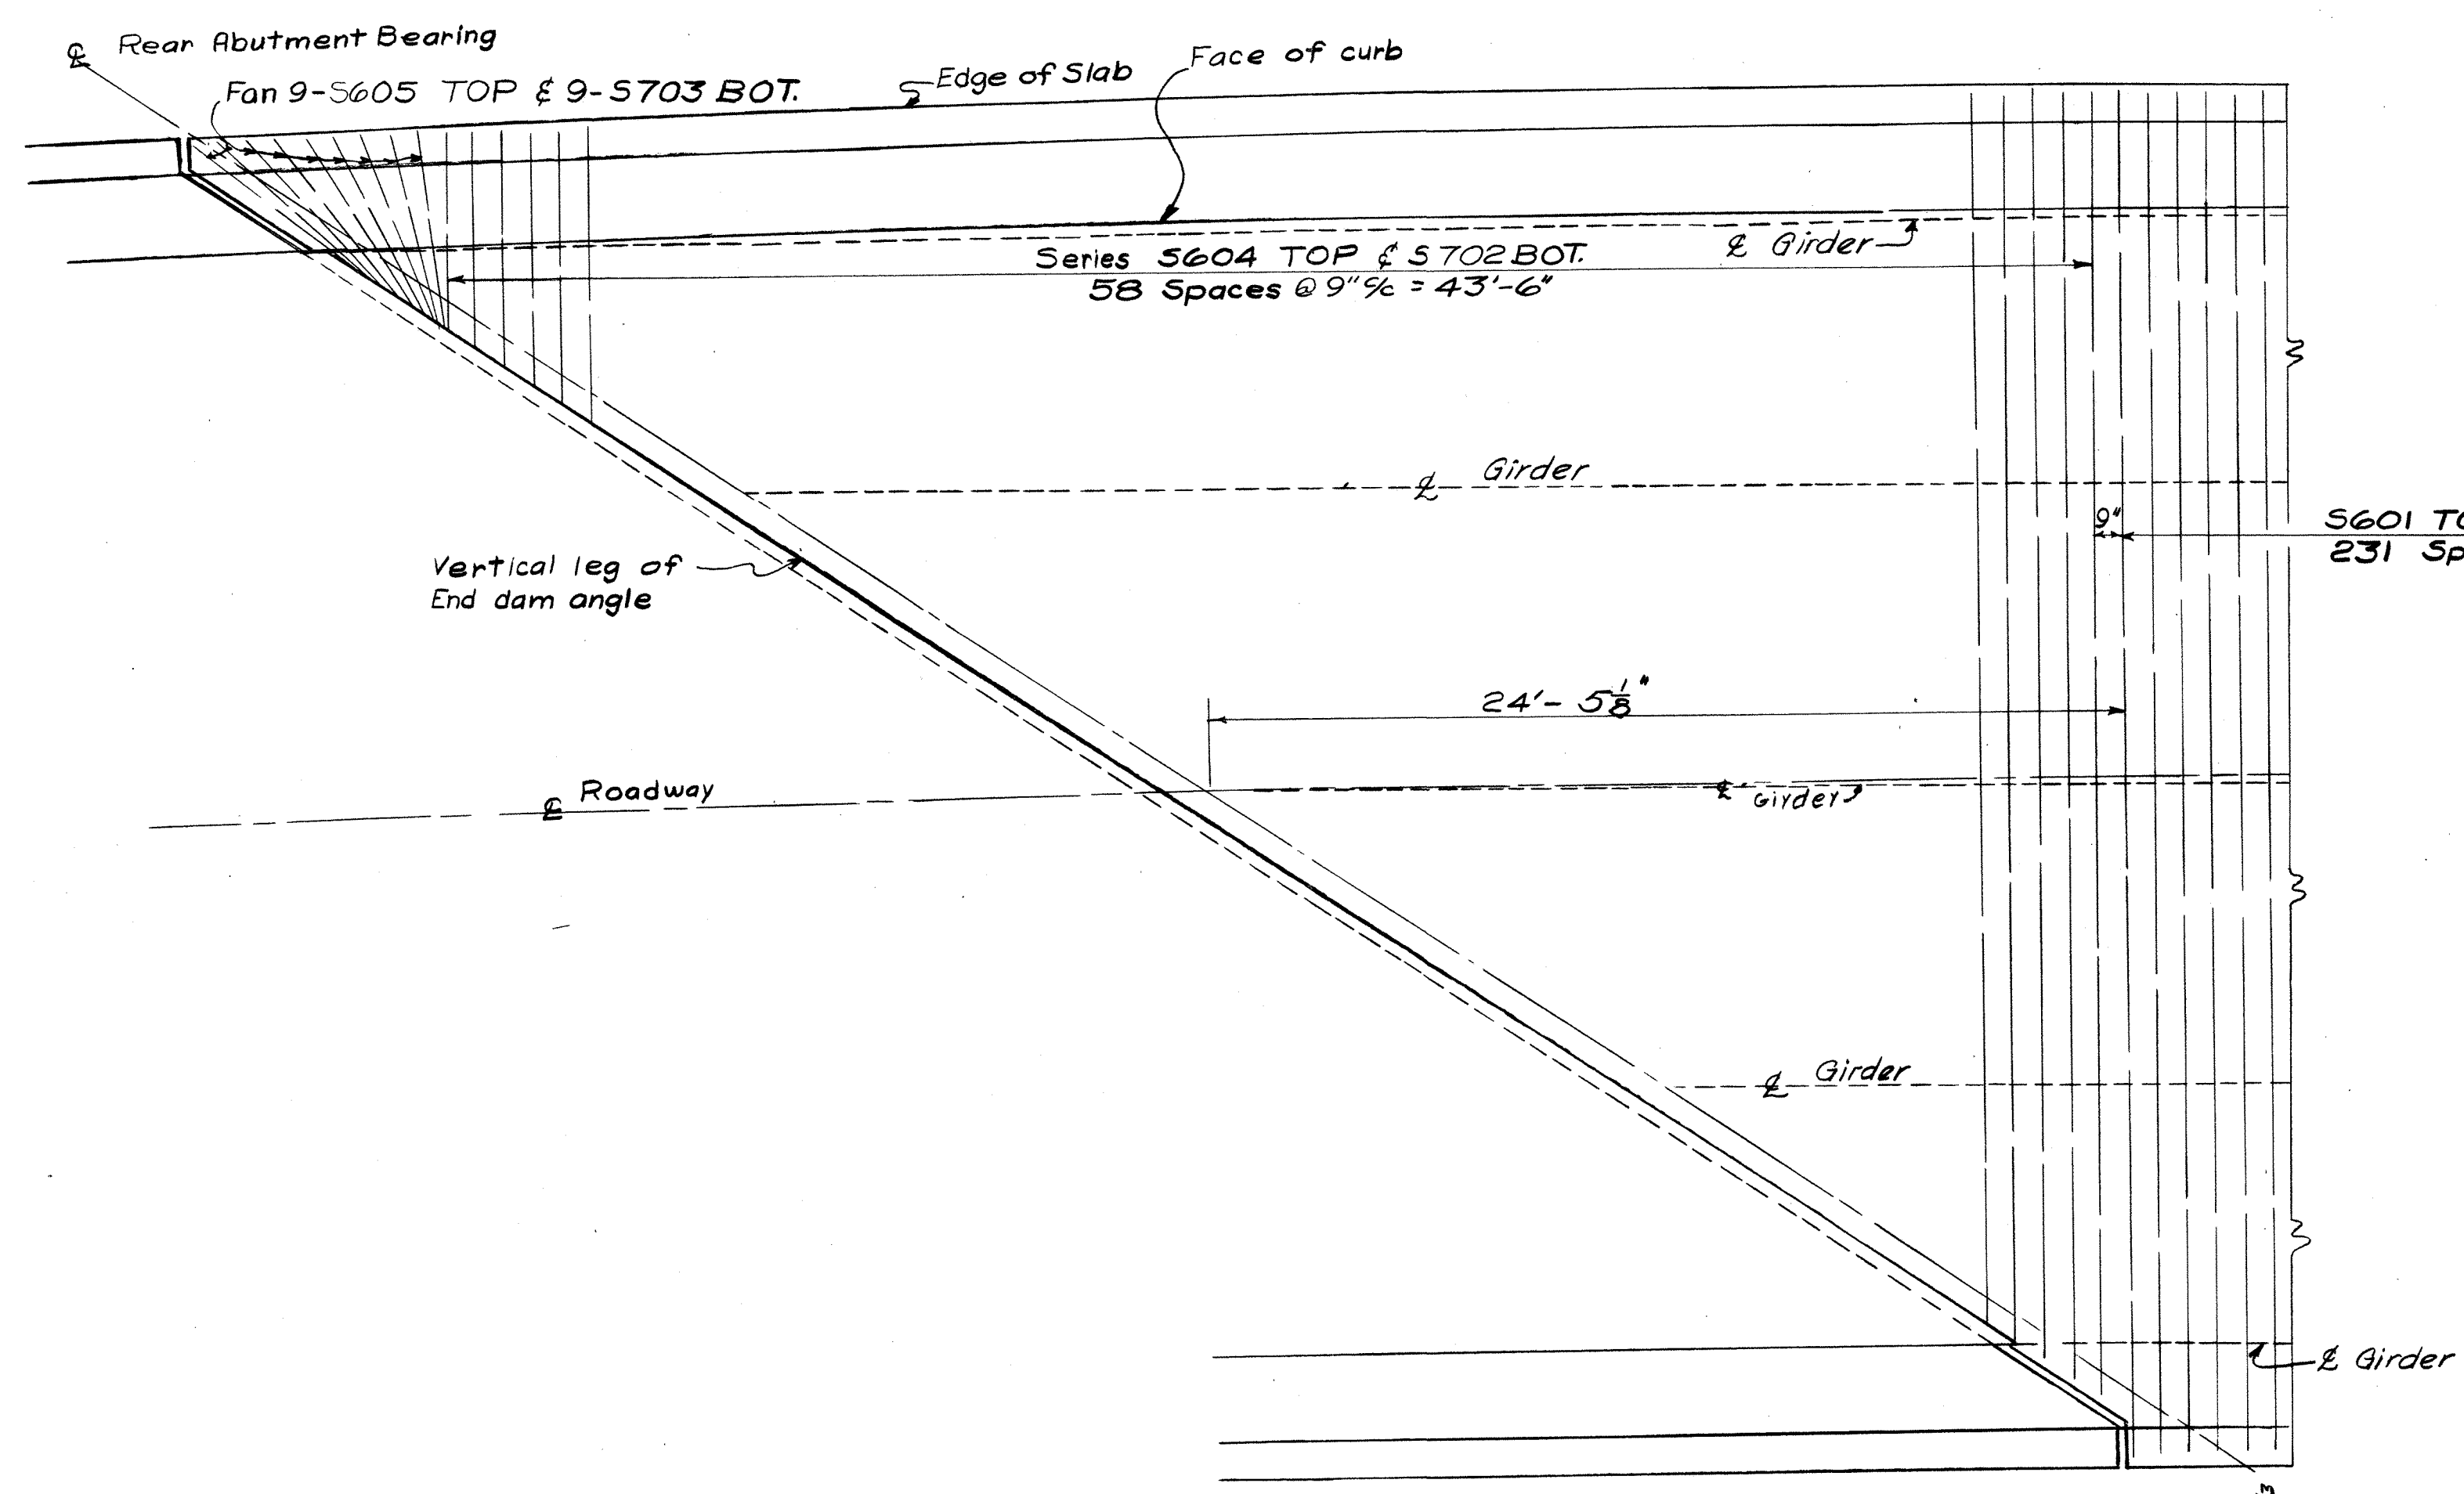 ℄ Rear Abutment Bearing
Fan 9-S605 TOP & 9-S703 BOT.
Edge of Slab
Face of curb
℄ Girder
Series S604 TOP & S702 BOT.
58 Spaces @ 9" c/c = 43'-6"
℄ Girder
9"
S601
231
Vertical leg of
End dam angle
24'- 5 1/8"
℄ Roadway
℄ Girder
℄ Girder
℄ Girder